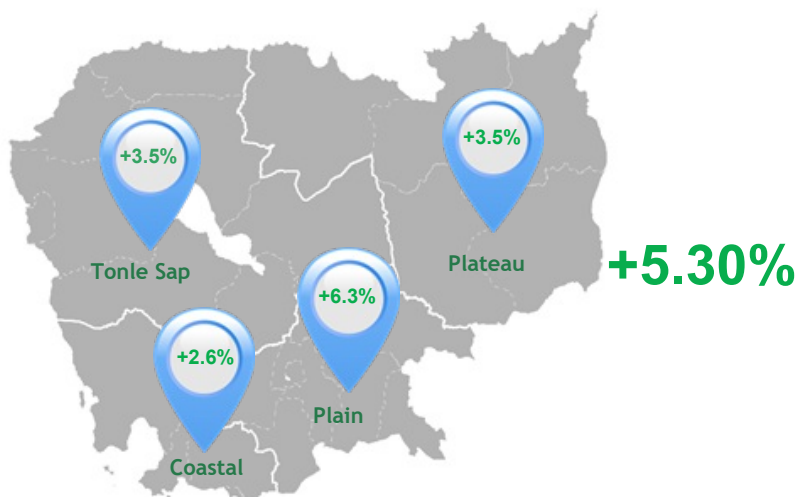 +3.5%
Tonle Sap
+3.5%
Plateau
+5.30%
+6.3%
Plain
+2.6%
Coastal